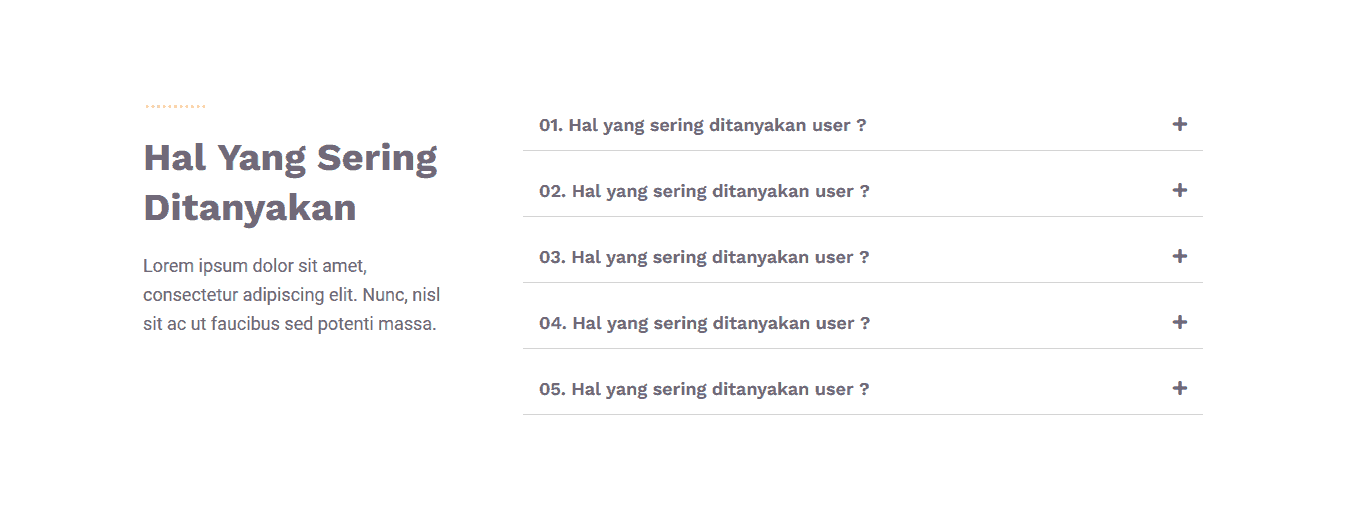 Hal Yang Sering
Ditanyakan
Lorem ipsum dolor sit amet,
consectetur adipiscing elit. Nunc, nisl
sit ac ut faucibus sed potenti massa.
01. Hal yang sering ditanyakan user ?
02. Hal yang sering ditanyakan user ?
03. Hal yang sering ditanyakan user ?
04. Hal yang sering ditanyakan user ?
05. Hal yang sering ditanyakan user ?